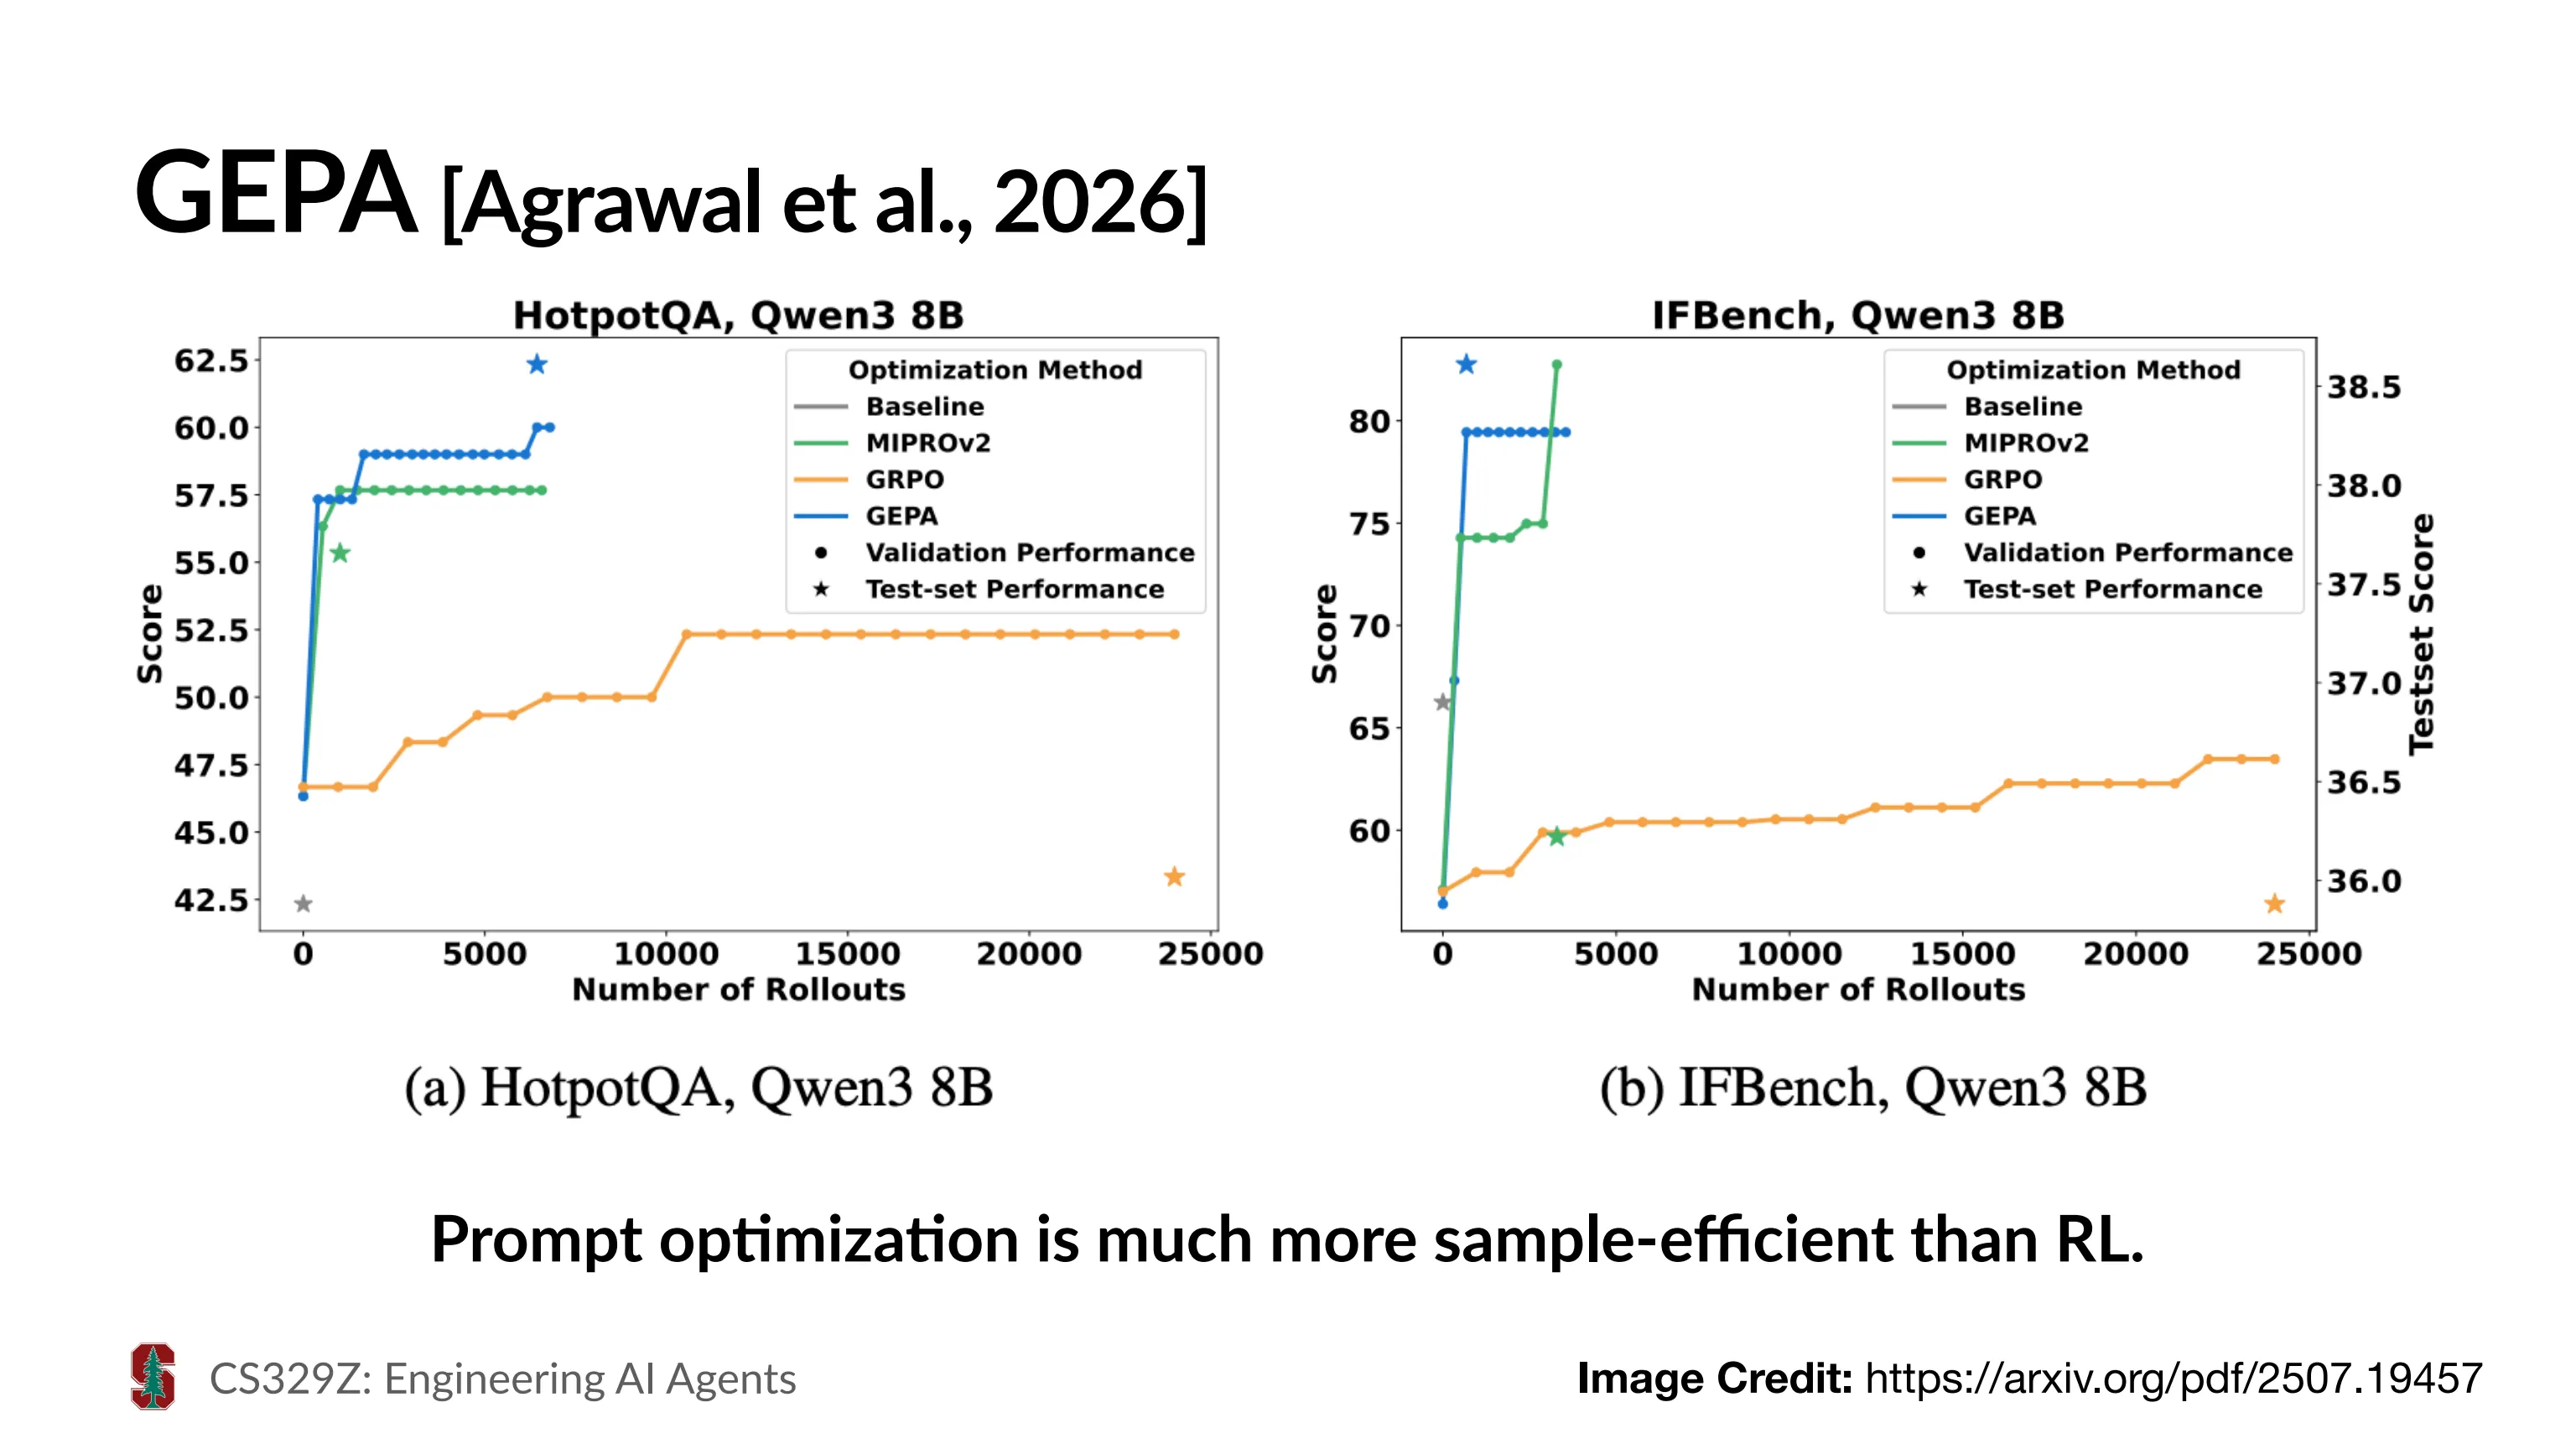 GEPA [Agrawal et al., 2026]
HotpotQA, Qwen3 8B
62.5
60.0
57.5
55.0
52.5
50.0
47.5
45.0
42.5
Score
Optimization Method
Baseline
MIPROv2
GRPO
GEPA
Validation Performance
Test-set Performance
0 5000 10000 15000 20000 25000
Number of Rollouts
(a) HotpotQA, Qwen3 8B
IFBench, Qwen3 8B
80
75
70
65
60
Score
Optimization Method
Baseline
MIPROv2
GRPO
GEPA
Validation Performance
Test-set Performance
38.5
38.0
37.5
37.0
36.5
36.0
Testset Score
0 5000 10000 15000 20000 25000
Number of Rollouts
(b) IFBench, Qwen3 8B
Prompt optimization is much more sample-efficient than RL.
CS329Z: Engineering AI Agents
Image Credit: https://arxiv.org/pdf/2507.19457